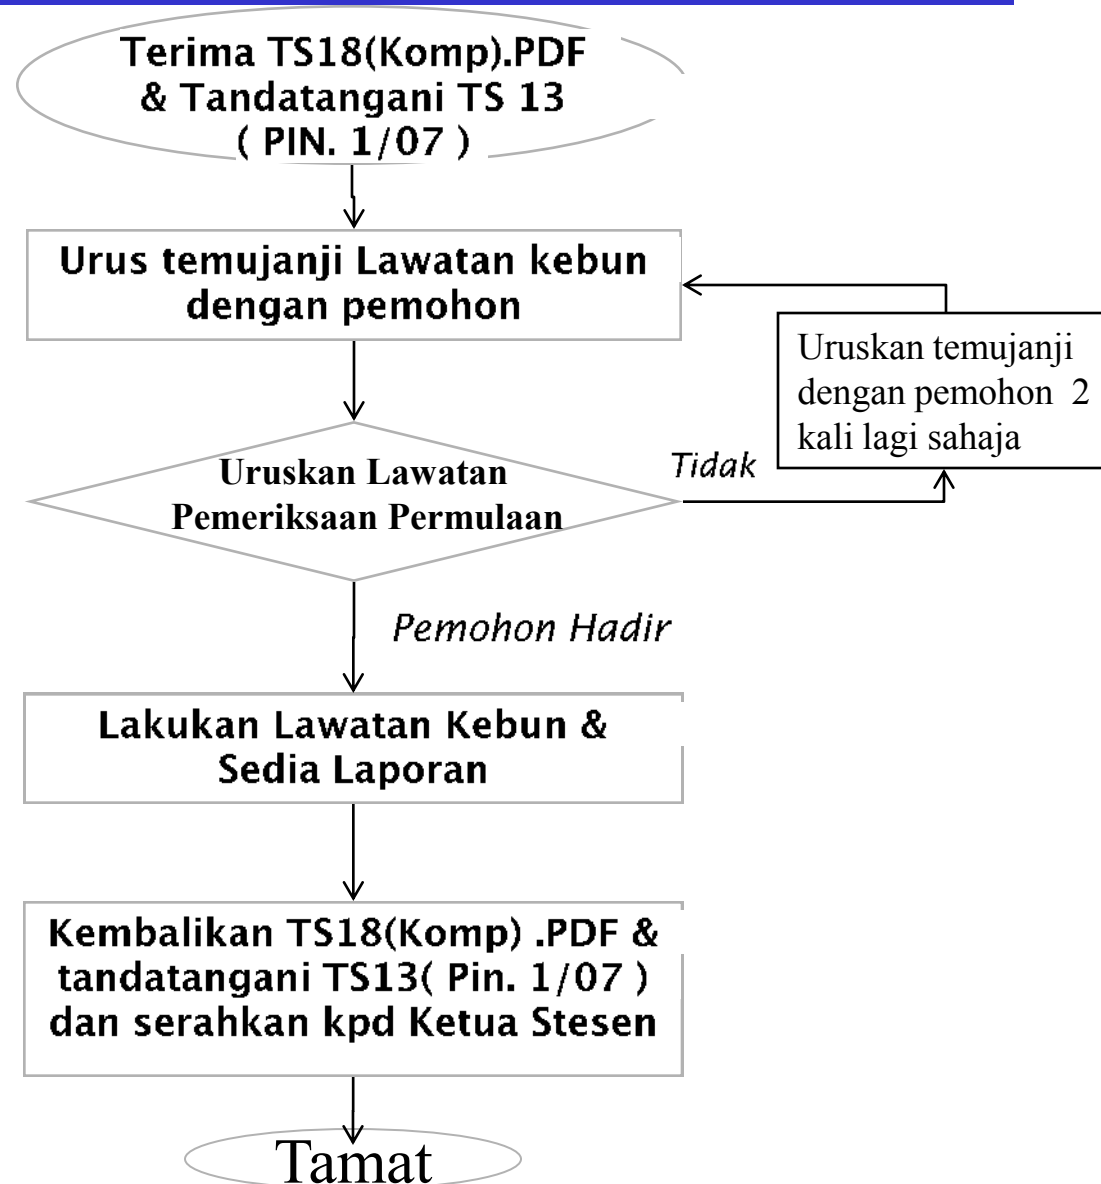 Terima TS18(Komp).PDF
& Tandatangani TS 13
( PIN. 1/07 )
Urus temujanji Lawatan kebun
dengan pemohon
Uruskan temujanji
dengan pemohon 2
kali lagi sahaja
Uruskan Lawatan
Pemeriksaan Permulaan
Tidak
Pemohon Hadir
Lakukan Lawatan Kebun &
Sedia Laporan
Kembalikan TS18(Komp) .PDF &
tandatangani TS13( Pin. 1/07 )
dan serahkan kpd Ketua Stesen
Tamat